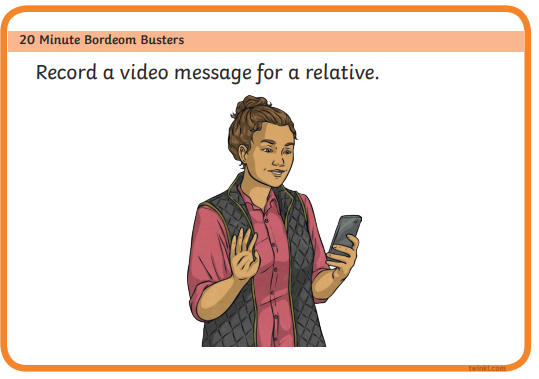 20 Minute Bordeom Busters
Record a video message for a relative.
twinkl.com